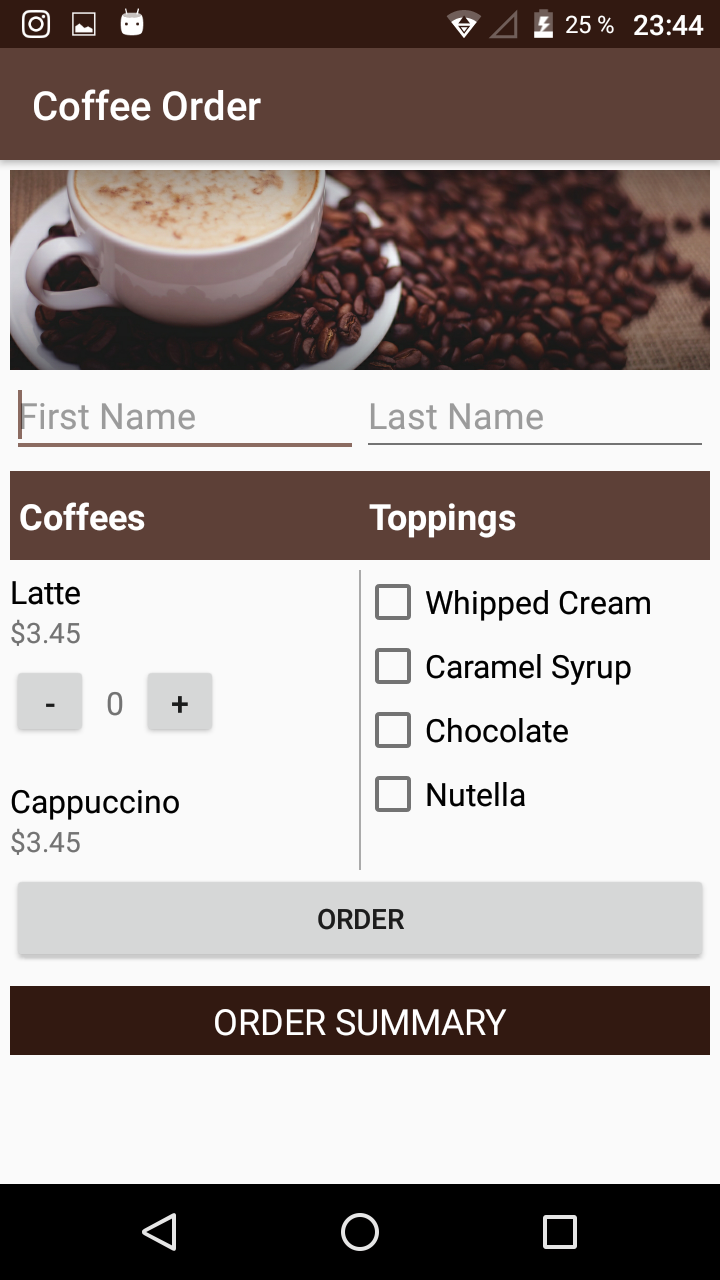 25 % 23:44
Coffee Order
First Name Last Name
Coffees Toppings
Latte
$3.45
- 0 +
Cappuccino
$3.45
Whipped Cream
Caramel Syrup
Chocolate
Nutella
ORDER
ORDER SUMMARY